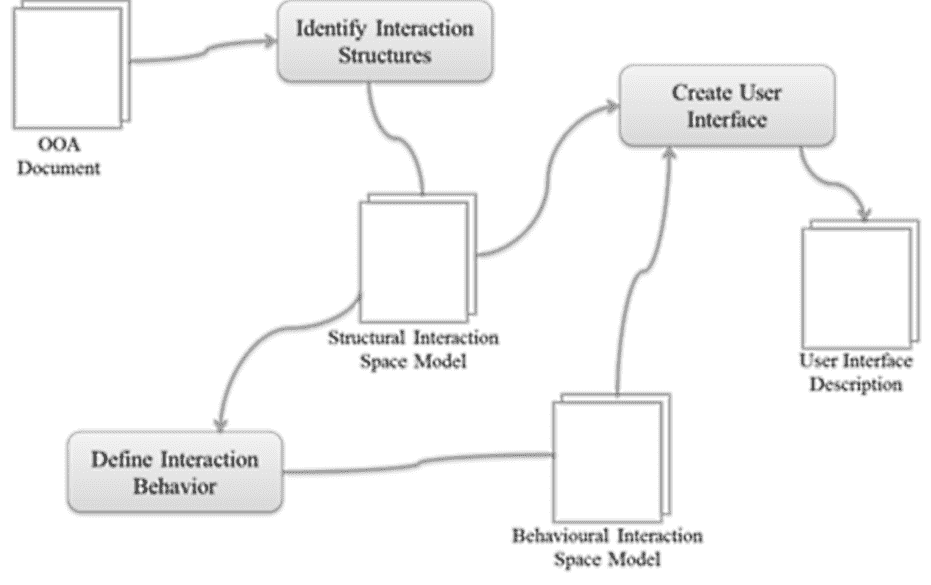 Identify Interaction
Structures
Create User
Interface
OOA
Document
Structural Interaction
Space Model
User Interface
Description
Define Interaction
Behavior
Behavioural Interaction
Space Model